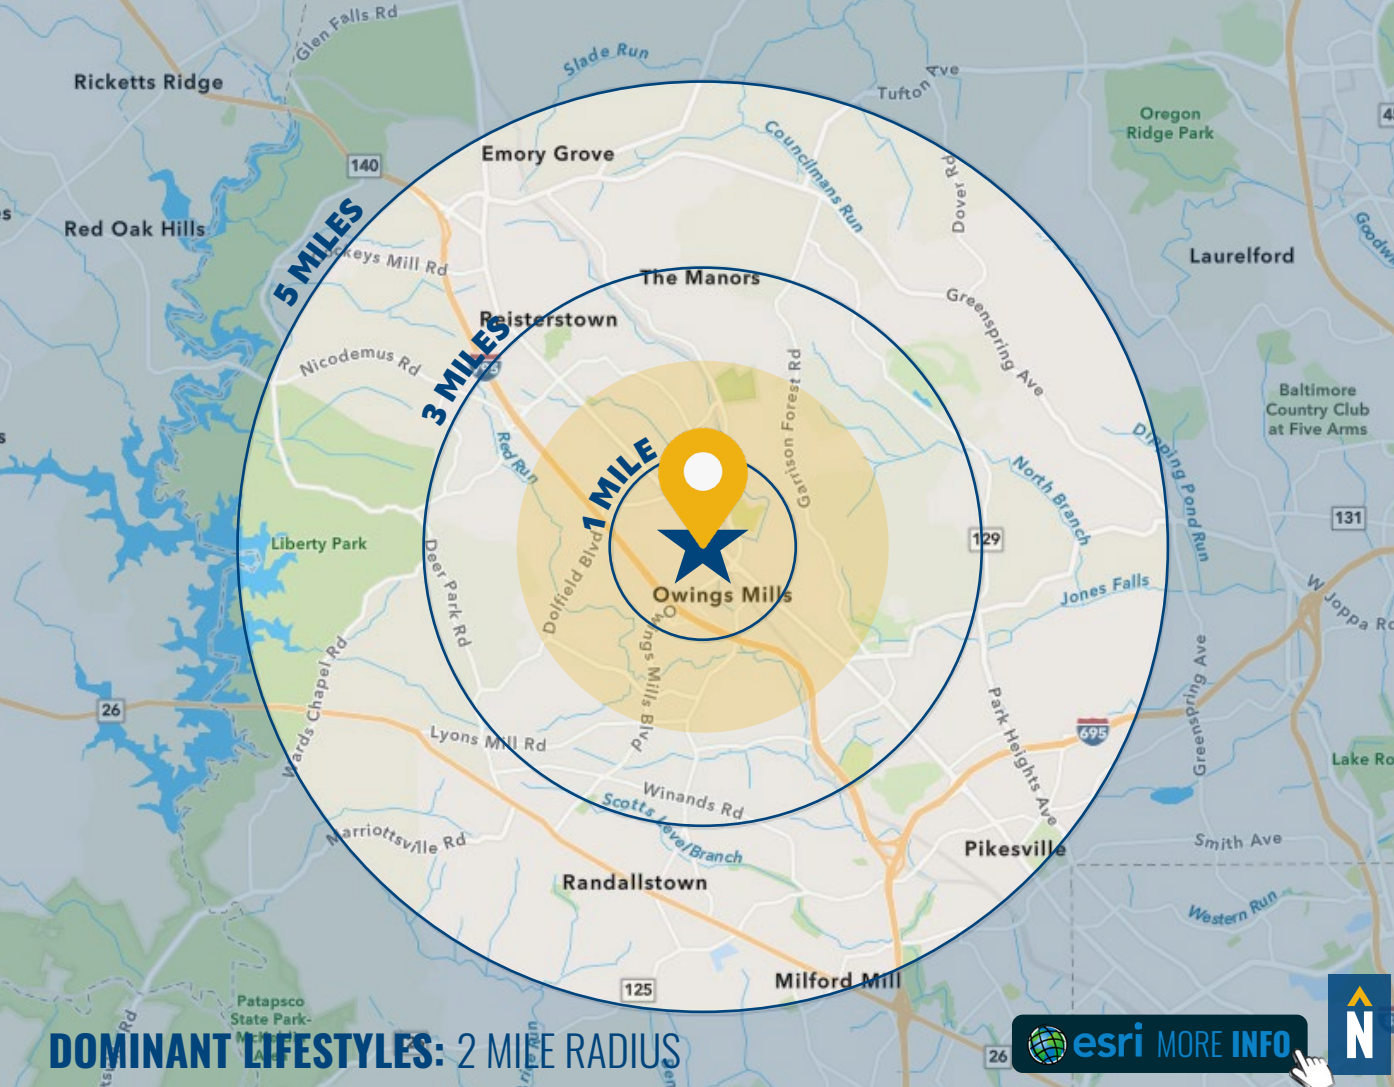 Glen Falls Rd
Slade Run
Ricketts Ridge
Tufton Ave
Oregon
Ridge Park
Emory Grove
140
Councilmans Run
Dover Rd
Red Oak Hills
5 MILES
Goodwi
Laurelford
The Manors
Greenspring Ave
Reisterstown
3 MILES
Nicodemus Rd
Garrison Forest Rd
Baltimore
Country Club
at Five Arms
Red Run
1 MILE
North Branch
Dipping Pond Run
131
Liberty Park
129
Deer Park Rd
Dolfield Blvd
Owings Mills
Jones Falls
W Joppa Rd
Owings Mills Blvd
Wards Chapel Rd
Greenspring Ave
26
Park Heights Ave
695
Lyons Mill Rd
Lake Ro
Winands Rd
Scotts Level Branch
Marriottsville Rd
Smith Ave
Pikesville
Randallstown
Western Run
Milford Mill
125
Patapsco
State Park-
DOMINANT LIFESTYLES: 2 MILE RADIUS
26
esri MORE INFO
N